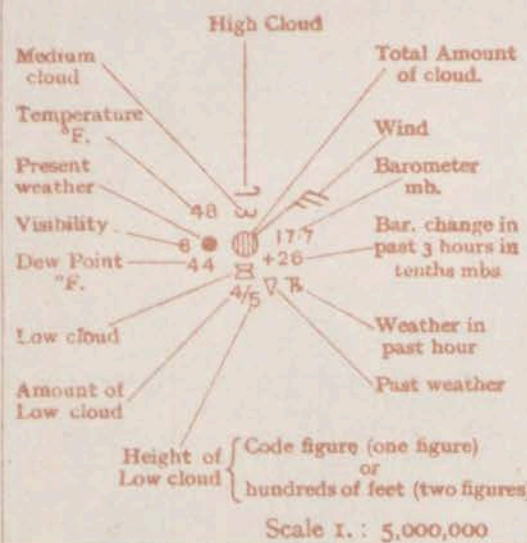 High Cloud
Medium
cloud
Total Amount
of cloud.
Temperature
°F.
Wind
Present
weather
Barometer
mb.
48
Visibility
6
17.7
Bar. change in
past 3 hours in
tenths mbs
Dew Point
°F.
44
+26
4/5
Low cloud
Weather in
past hour
Amount of
Low cloud
Past weather
Height of
Low cloud
Code figure (one figure)
or
hundreds of feet (two figures)
Scale 1. : 5,000,000